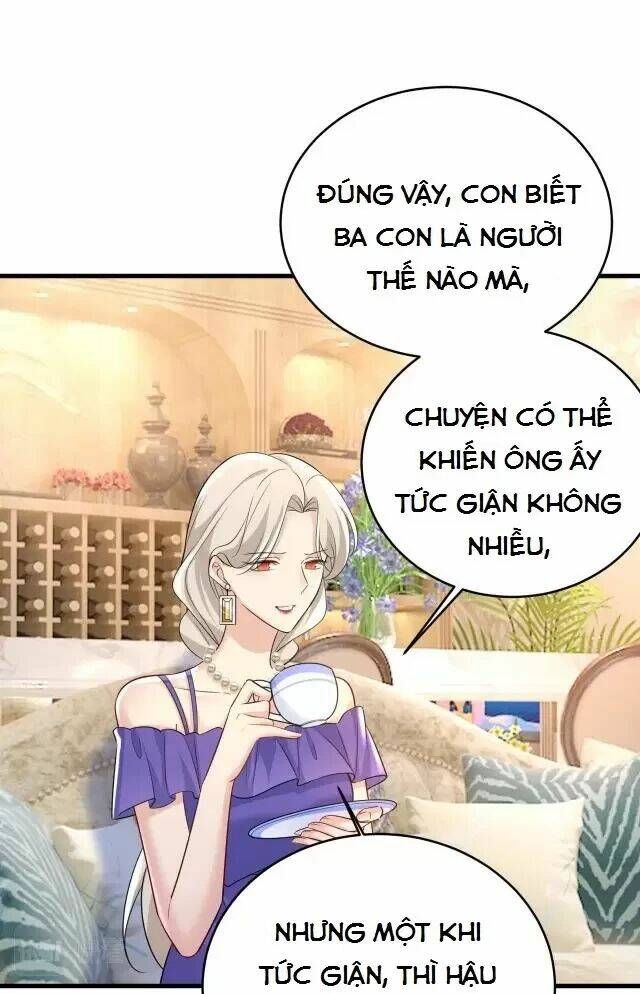 ĐÚNG VẬY, CON BIẾT
BA CON LÀ NGƯỜI
THẾ NÀO MÀ,
CHUYỆN CÓ THỂ
KHIẾN ÔNG ẤY
TỨC GIẬN KHÔNG
NHIỀU,
NHƯNG MỘT KHI
TỨC GIẬN, THÌ HẬU